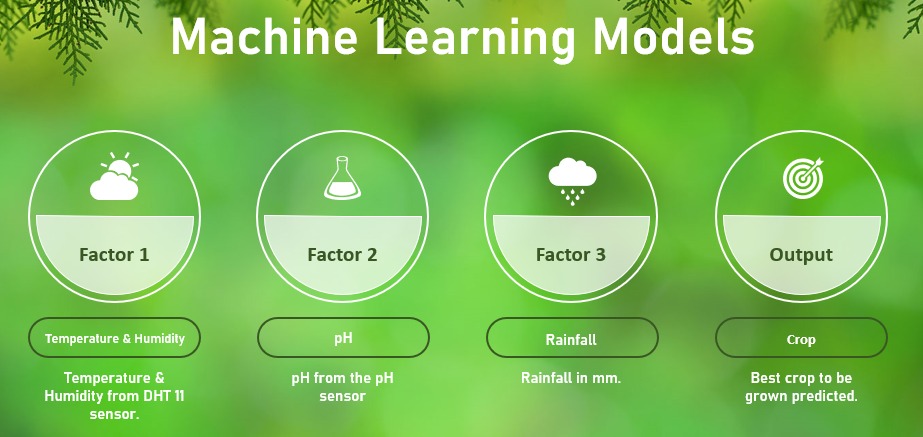 Machine Learning Models
Factor 1
Factor 2
Factor 3
Output
Temperature & Humidity
pH
Rainfall
Crop
Temperature &
Humidity from DHT 11
sensor.
pH from the pH
sensor
Rainfall in mm.
Best crop to be
grown predicted.